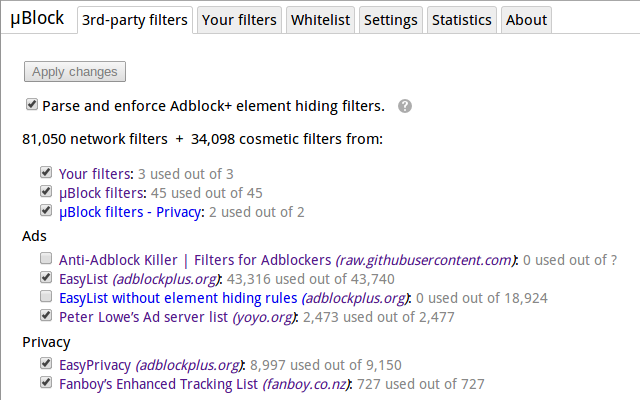 µBlock 3rd-party filters Your filters Whitelist Settings Statistics About
Apply changes
Parse and enforce Adblock+ element hiding filters. ?
81,050 network filters + 34,098 cosmetic filters from:
Your filters: 3 used out of 3
µBlock filters: 45 used out of 45
µBlock filters - Privacy: 2 used out of 2
Ads
Anti-Adblock Killer | Filters for Adblockers (raw.githubusercontent.com): 0 used out of ?
EasyList (adblockplus.org): 43,316 used out of 43,740
EasyList without element hiding rules (adblockplus.org): 0 used out of 18,924
Peter Lowe's Ad server list (yoyo.org): 2,473 used out of 2,477
Privacy
EasyPrivacy (adblockplus.org): 8,997 used out of 9,150
Fanboy's Enhanced Tracking List (fanboy.co.nz): 727 used out of 727